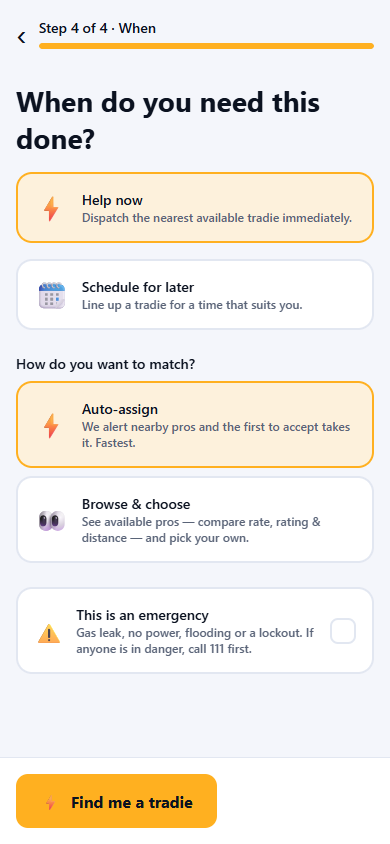 Step 4 of 4 · When
When do you need this
done?
Help now
Dispatch the nearest available tradie immediately.
Schedule for later
Line up a tradie for a time that suits you.
How do you want to match?
Auto-assign
We alert nearby pros and the first to accept takes
it. Fastest.
Browse & choose
See available pros — compare rate, rating &
distance — and pick your own.
This is an emergency
Gas leak, no power, flooding or a lockout. If
anyone is in danger, call 111 first.
Find me a tradie